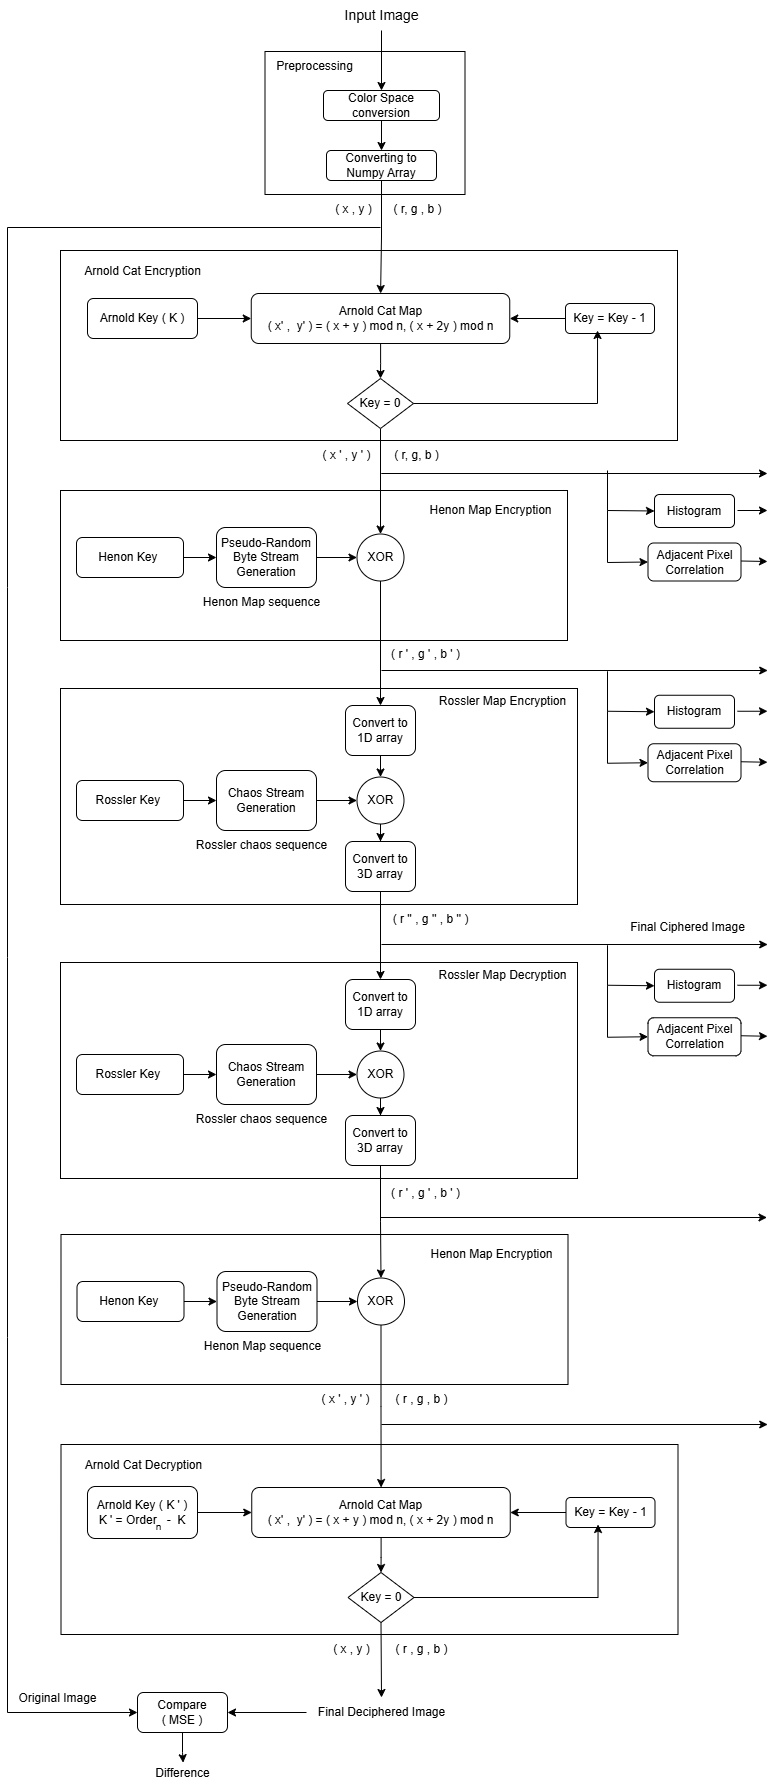 Input Image
Preprocessing
Color Space
conversion
Converting to
Numpy Array
( x , y )    ( r, g , b )
Arnold Cat Encryption
Arnold Key ( K )
Arnold Cat Map
( x' ,  y' ) = ( x + y ) mod n, ( x + 2y ) mod n
Key = Key - 1
Key = 0
( x ' , y ' )    ( r, g, b )
Henon Map Encryption
Henon Key
Pseudo-Random
Byte Stream
Generation
XOR
Henon Map sequence
Histogram
Adjacent Pixel
Correlation
( r ' , g ' , b ' )
Rossler Map Encryption
Convert to
1D array
Rossler Key
Chaos Stream
Generation
XOR
Rossler chaos sequence
Convert to
3D array
Histogram
Adjacent Pixel
Correlation
( r " , g " , b " )
Final Ciphered Image
Rossler Map Decryption
Convert to
1D array
Rossler Key
Chaos Stream
Generation
XOR
Rossler chaos sequence
Convert to
3D array
Histogram
Adjacent Pixel
Correlation
( r ' , g ' , b ' )
Henon Map Encryption
Henon Key
Pseudo-Random
Byte Stream
Generation
XOR
Henon Map sequence
( x ' , y ' )    ( r , g , b )
Arnold Cat Decryption
Arnold Key ( K ' )
K ' = Order n - K
Arnold Cat Map
( x' ,  y' ) = ( x + y ) mod n, ( x + 2y ) mod n
Key = Key - 1
Key = 0
( x , y )    ( r , g , b )
Original Image
Compare
( MSE )
Final Deciphered Image
Difference